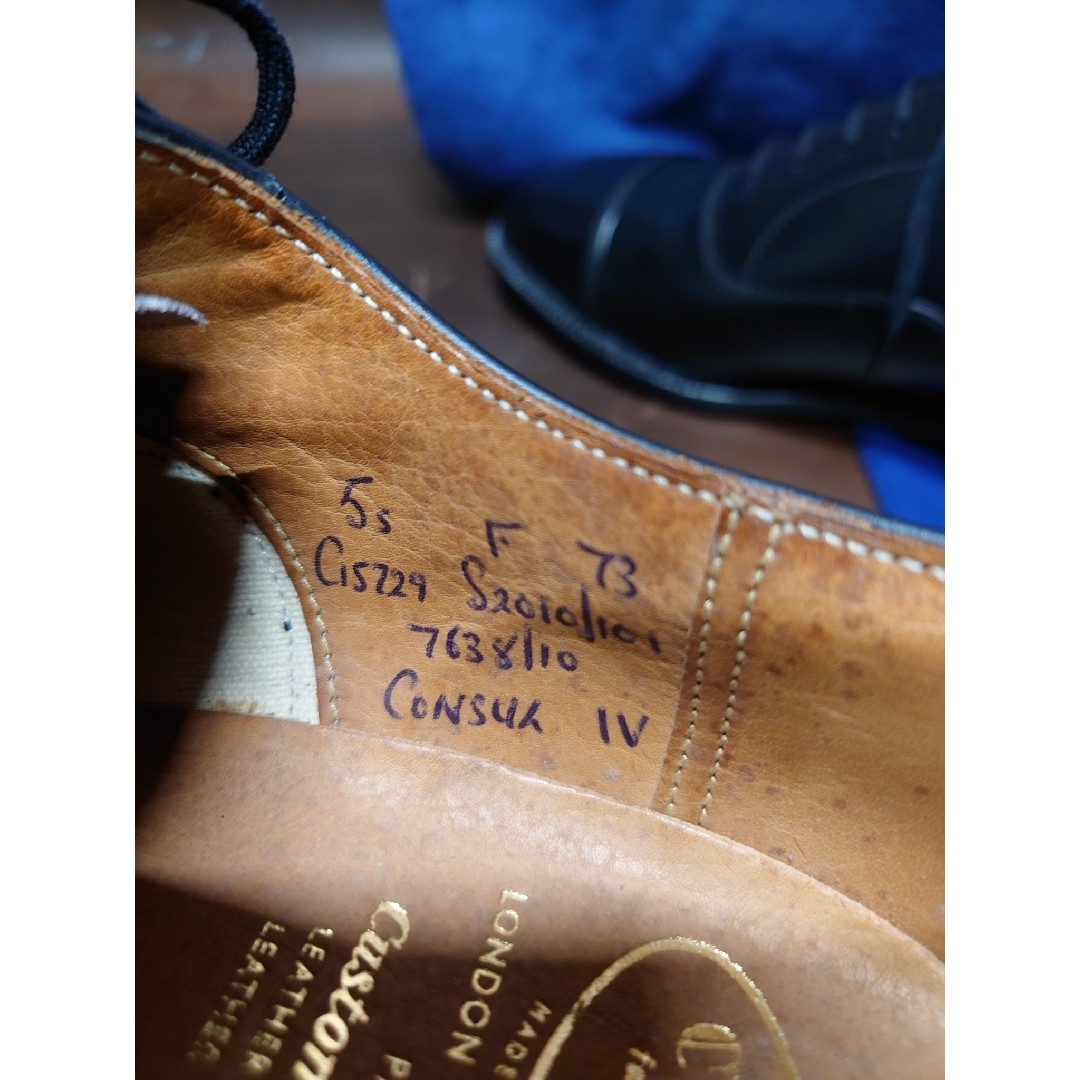 5s F 73
C15729 S2010/101
7638/10
CONSUL IV
LONDON
MADE
Custom
LEATHER
LEATHER